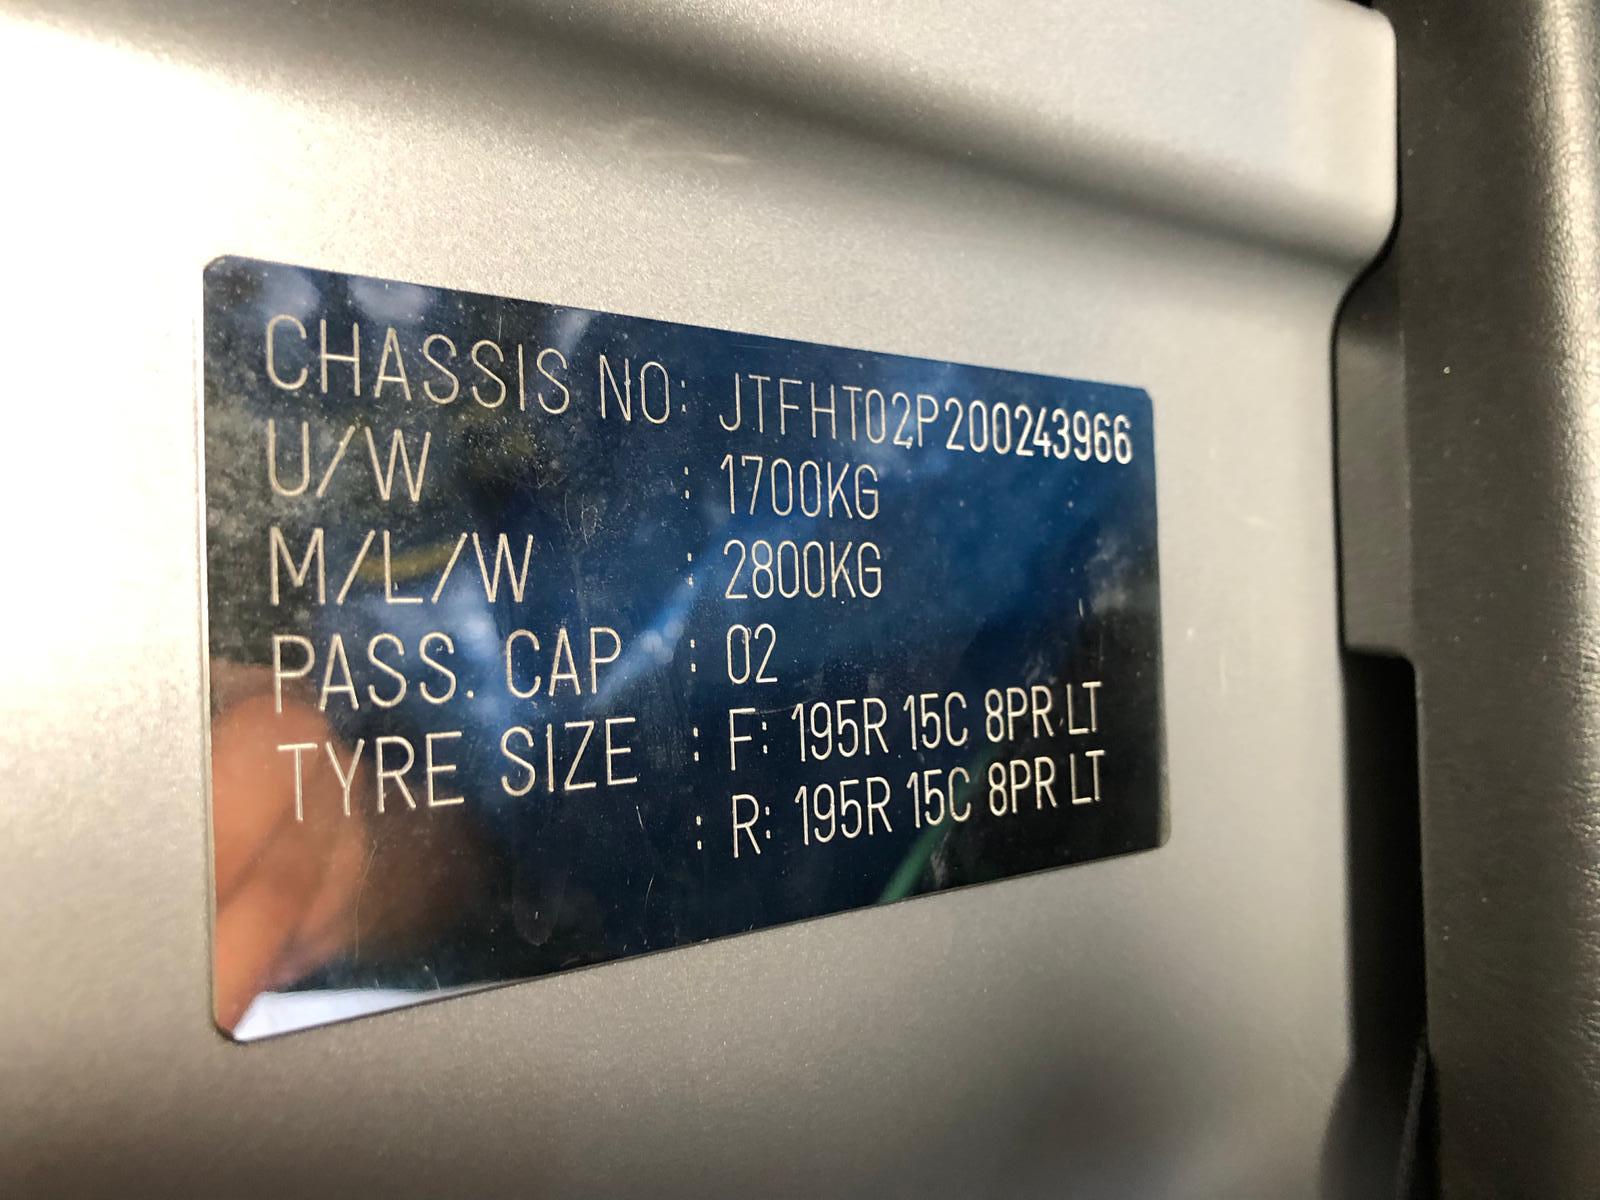 CHASSIS NO: JTFHT02P200243966
U/W : 1700KG
M/L/W : 2800KG
PASS. CAP : 02
TYRE SIZE : F: 195R 15C 8PR LT
: R: 195R 15C 8PR LT